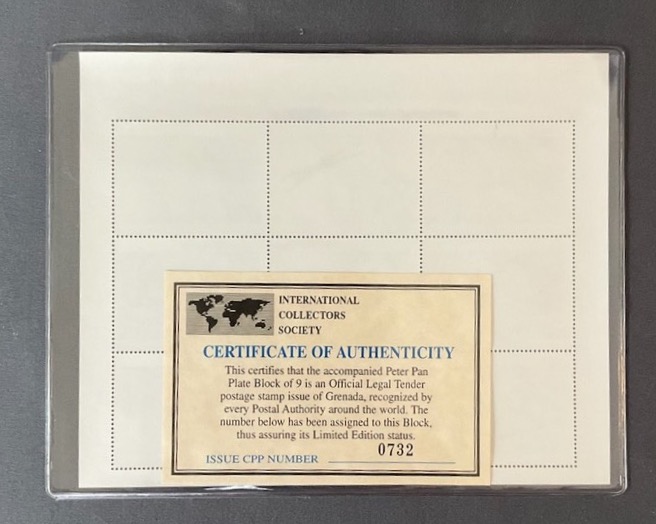 INTERNATIONAL
COLLECTORS
SOCIETY
CERTIFICATE OF AUTHENTICITY
This certifies that the accompanied Peter Pan
Plate Block of 9 is an Official Legal Tender
postage stamp issue of Grenada, recognized by
every Postal Authority around the world. The
number below has been assigned to this Block,
thus assuring its Limited Edition status.
ISSUE CPP NUMBER 0732